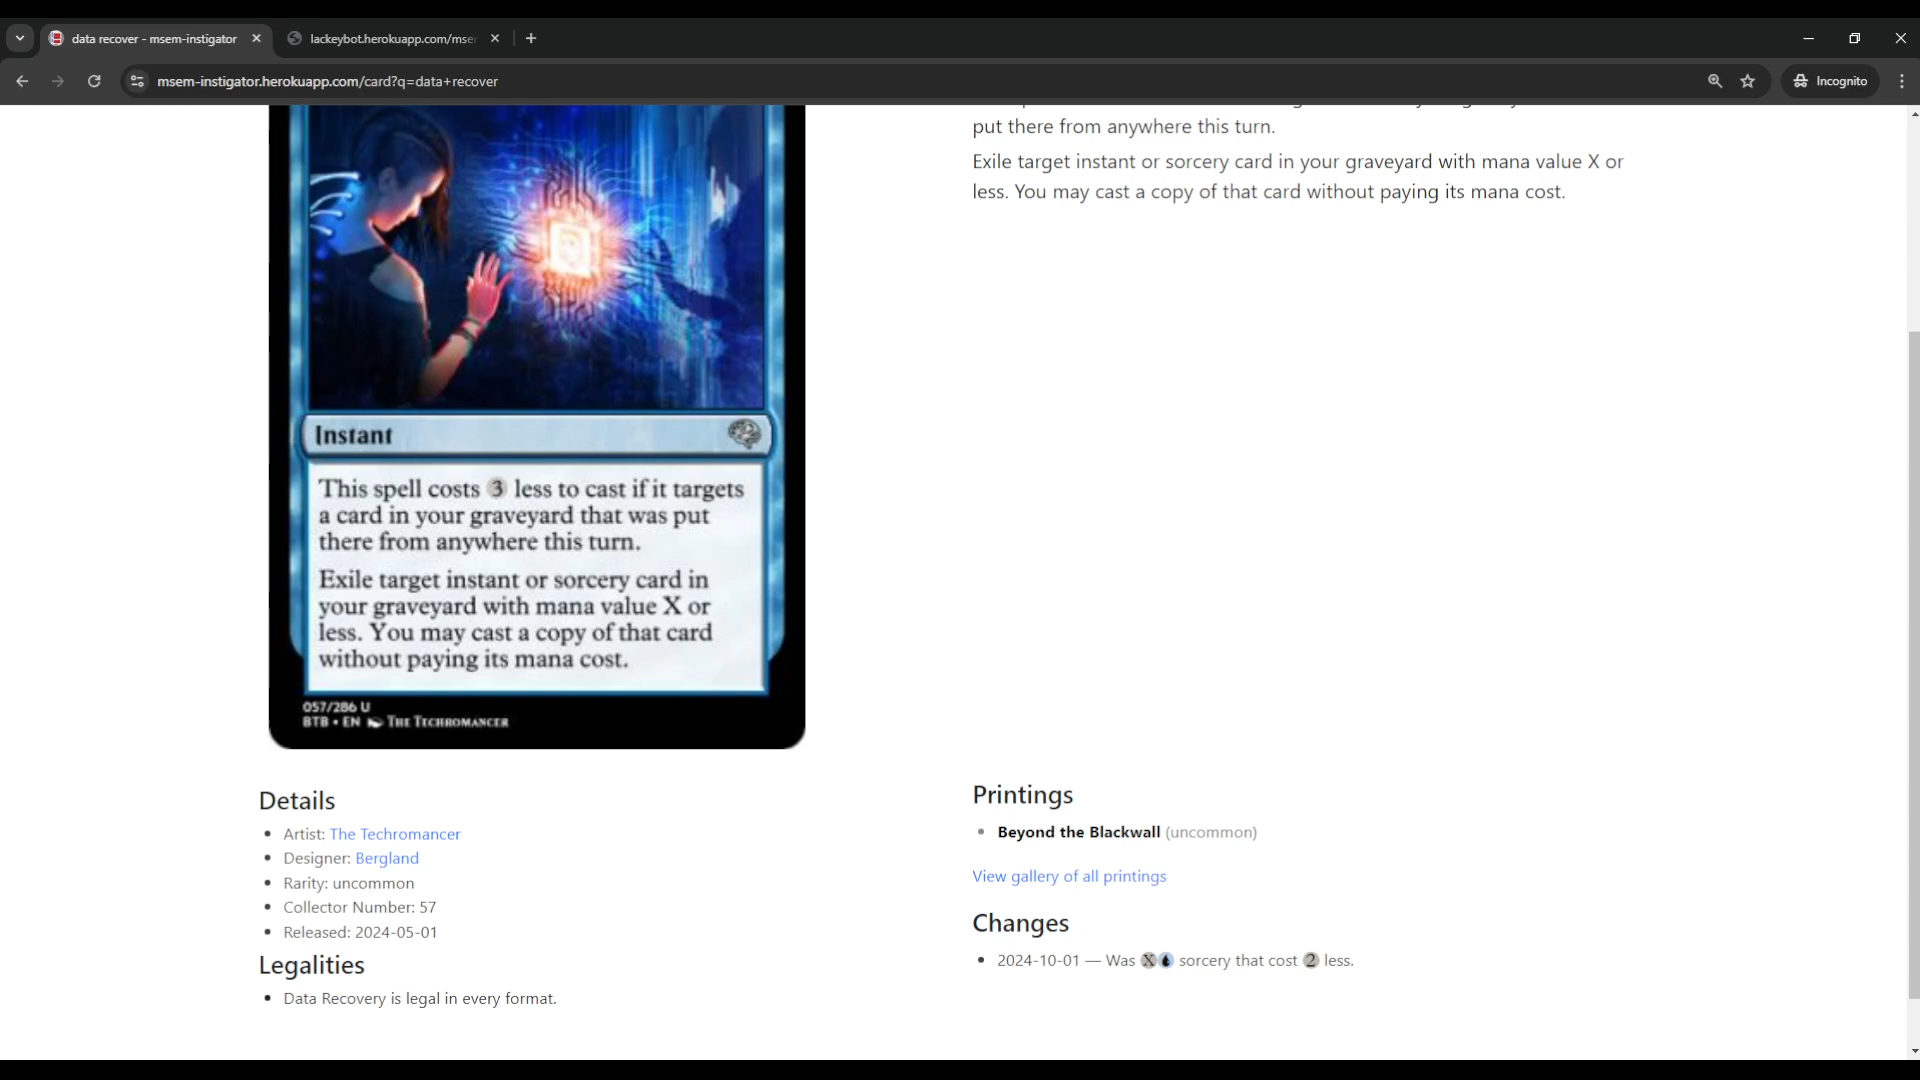 data recover - msem-instigator
lackeybot.herokuapp.com/mse
msem-instigator.herokuapp.com/card?q=data+recover
Incognito
put there from anywhere this turn.
Exile target instant or sorcery card in your graveyard with mana value X or
less. You may cast a copy of that card without paying its mana cost.
Instant
This spell costs 3 less to cast if it targets
a card in your graveyard that was put
there from anywhere this turn.
Exile target instant or sorcery card in
your graveyard with mana value X or
less. You may cast a copy of that card
without paying its mana cost.
057/286 U
BTB • EN THE TECHROMANCER
Details
• Artist: The Techromancer
• Designer: Bergland
• Rarity: uncommon
• Collector Number: 57
• Released: 2024-05-01
Legalities
• Data Recovery is legal in every format.
Printings
• Beyond the Blackwall (uncommon)
View gallery of all printings
Changes
• 2024-10-01 — Was X sorcery that cost 2 less.